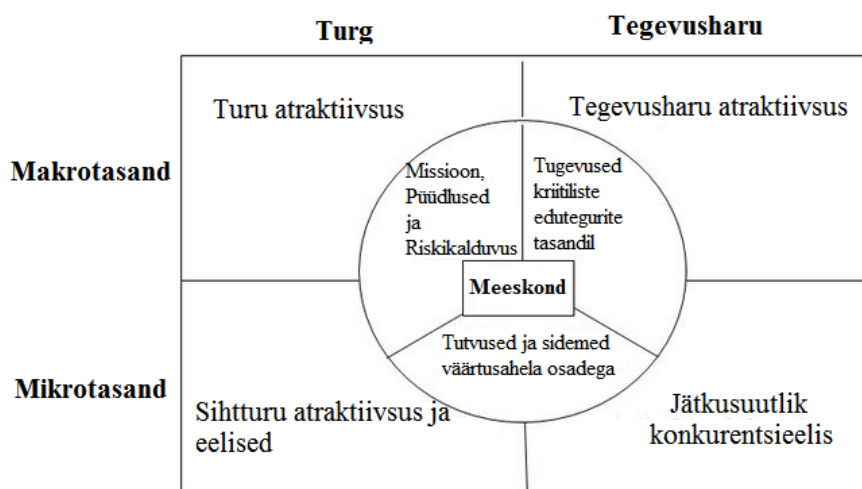 Turg
Tegevusharu
Makrotasand
Turu atraktiivsus
Tegevusharu atraktiivsus
Missioon,
Püüdlused
ja
Riskikalduvus
Tugevused
kriitiliste
edutegurite
tasandil
Meeskond
Tutvused ja sidemed
väärtusahela osadega
Mikrotasand
Sihtturu atraktiivsus ja
eelised
Jätkusuutlik
konkurentsieelis